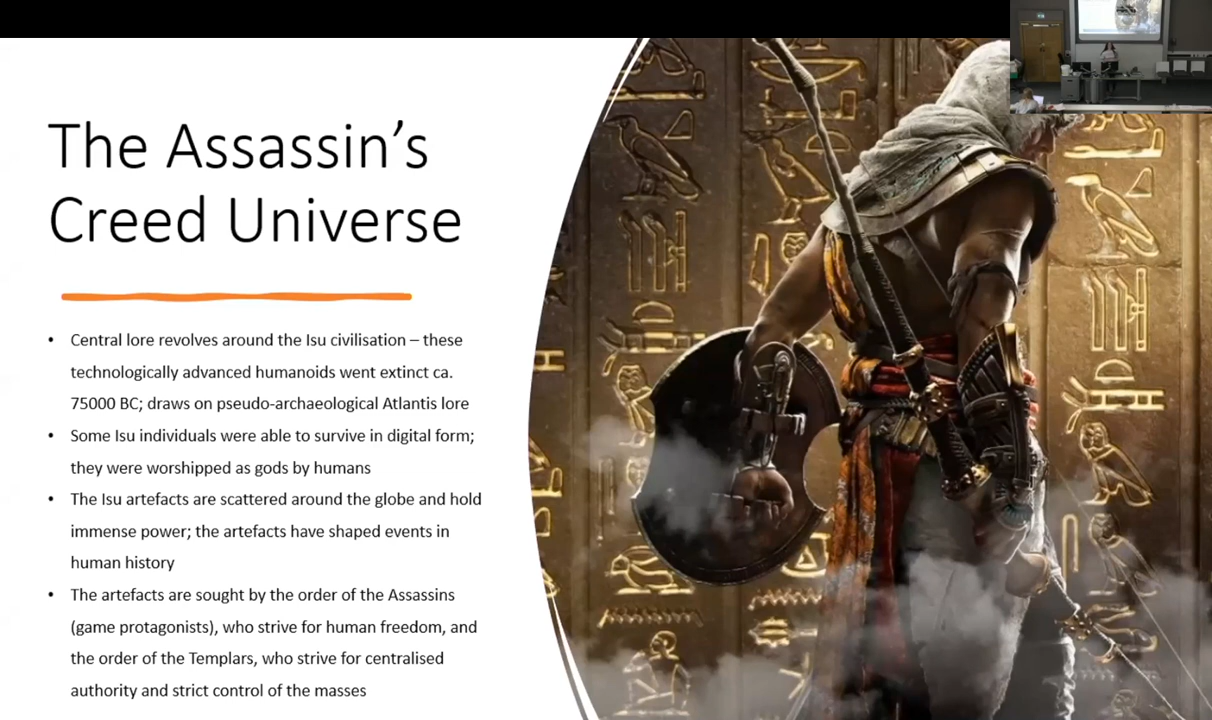 The Assassin’s
Creed Universe
• Central lore revolves around the Isu civilisation – these
technologically advanced humanoids went extinct ca.
75000 BC; draws on pseudo-archaeological Atlantis lore
• Some Isu individuals were able to survive in digital form;
they were worshipped as gods by humans
• The Isu artefacts are scattered around the globe and hold
immense power; the artefacts have shaped events in
human history
• The artefacts are sought by the order of the Assassins
(game protagonists), who strive for human freedom, and
the order of the Templars, who strive for centralised
authority and strict control of the masses